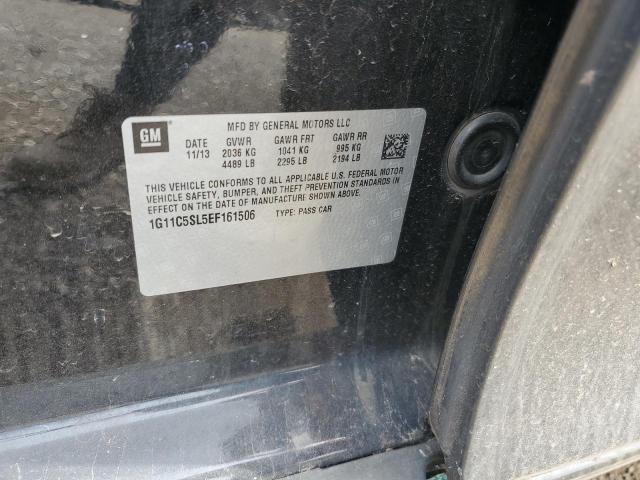 GM
MFD BY GENERAL MOTORS LLC
DATE GVWR GAWR FRT GAWR RR
11/13 2036 KG 1041 KG 995 KG
4489 LB 2295 LB 2194 LB
THIS VEHICLE CONFORMS TO ALL APPLICABLE U.S. FEDERAL MOTOR
VEHICLE SAFETY, BUMPER, AND THEFT PREVENTION STANDARDS IN
EFFECT ON THE DATE OF MANUFACTURE SHOWN ABOVE.
1G11C5SL5EF161506 TYPE: PASS CAR